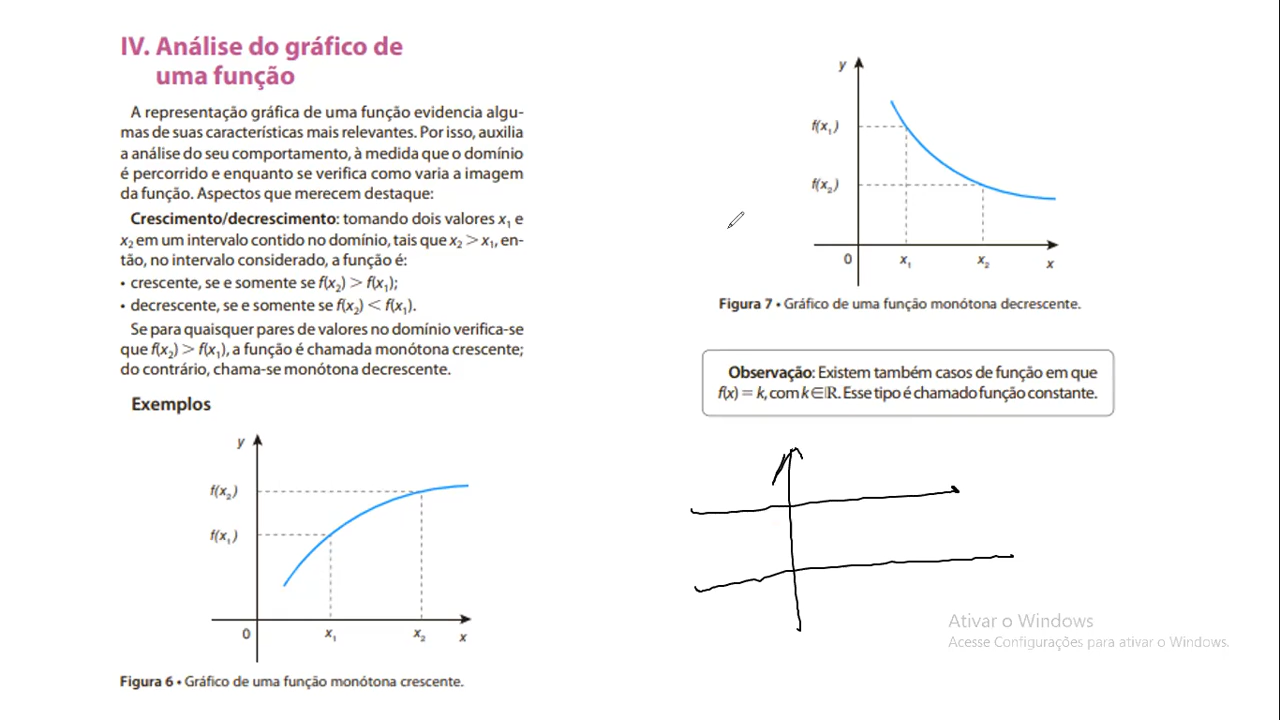 IV. Análise do gráfico de
uma função
A representação gráfica de uma função evidencia algu-
mas de suas características mais relevantes. Por isso, auxilia
a análise do seu comportamento, à medida que o domínio
é percorrido e enquanto se verifica como varia a imagem
da função. Aspectos que merecem destaque:
Crescimento/decrescimento: tomando dois valores x₁ e
x₂ em um intervalo contido no domínio, tais que x₂ > x₁, en-
tão, no intervalo considerado, a função é:
• crescente, se e somente se f(x₂) > f(x₁);
• decrescente, se e somente se f(x₂) < f(x₁).
Se para quaisquer pares de valores no domínio verifica-se
que f(x₂) > f(x₁), a função é chamada monótona crescente;
do contrário, chama-se monótona decrescente.
Exemplos
y
f(x₂)
f(x₁)
0 x₁ x₂ x
Figura 6 • Gráfico de uma função monótona crescente.
y
f(x₁)
f(x₂)
0 x₁ x₂ x
Figura 7 • Gráfico de uma função monótona decrescente.
Observação: Existem também casos de função em que
f(x) = k, com k ∈ ℝ. Esse tipo é chamado função constante.
Ativar o Windows
Acesse Configurações para ativar o Windows.